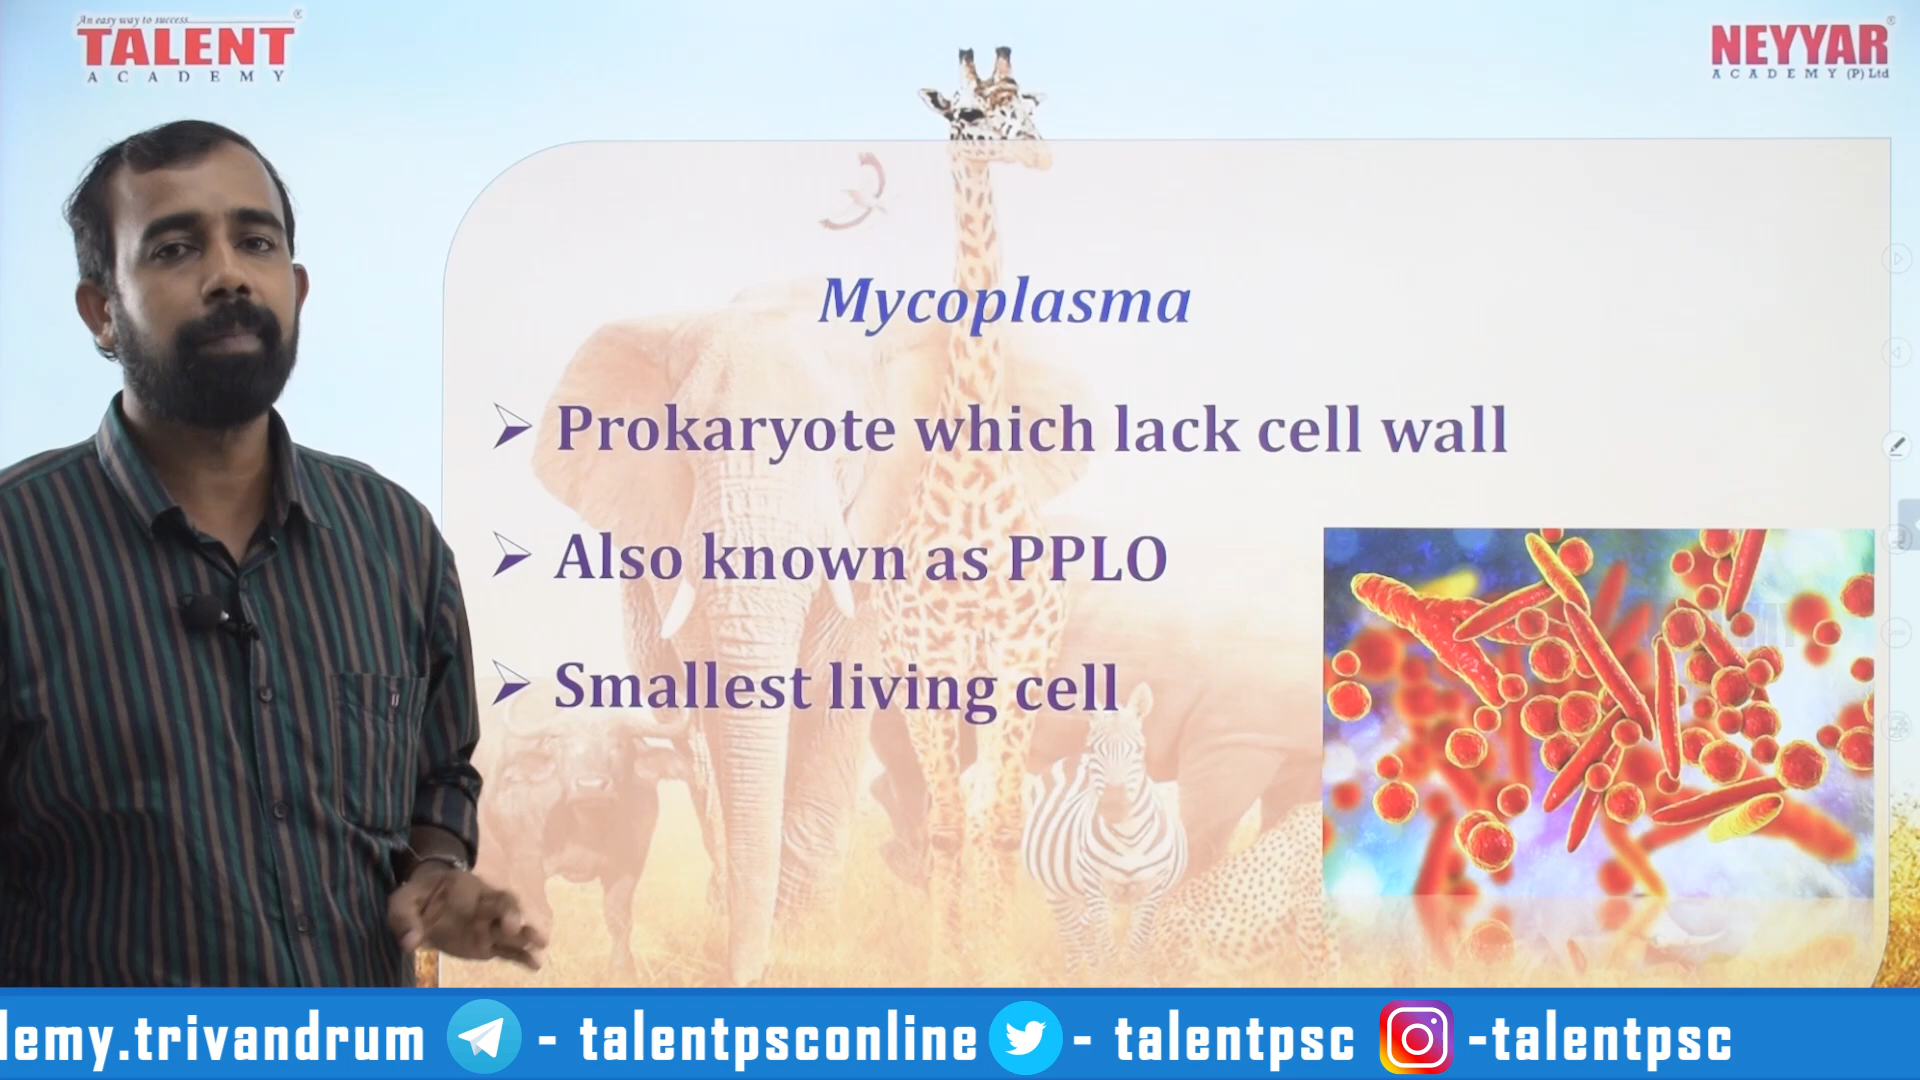 An easy way to success
TALENT
ACADEMY
NEYYAR
ACADEMY (P) Ltd
Mycoplasma
Prokaryote which lack cell wall
Also known as PPLO
Smallest living cell
demy.trivandrum - talentpsconline - talentpsc -talentpsc